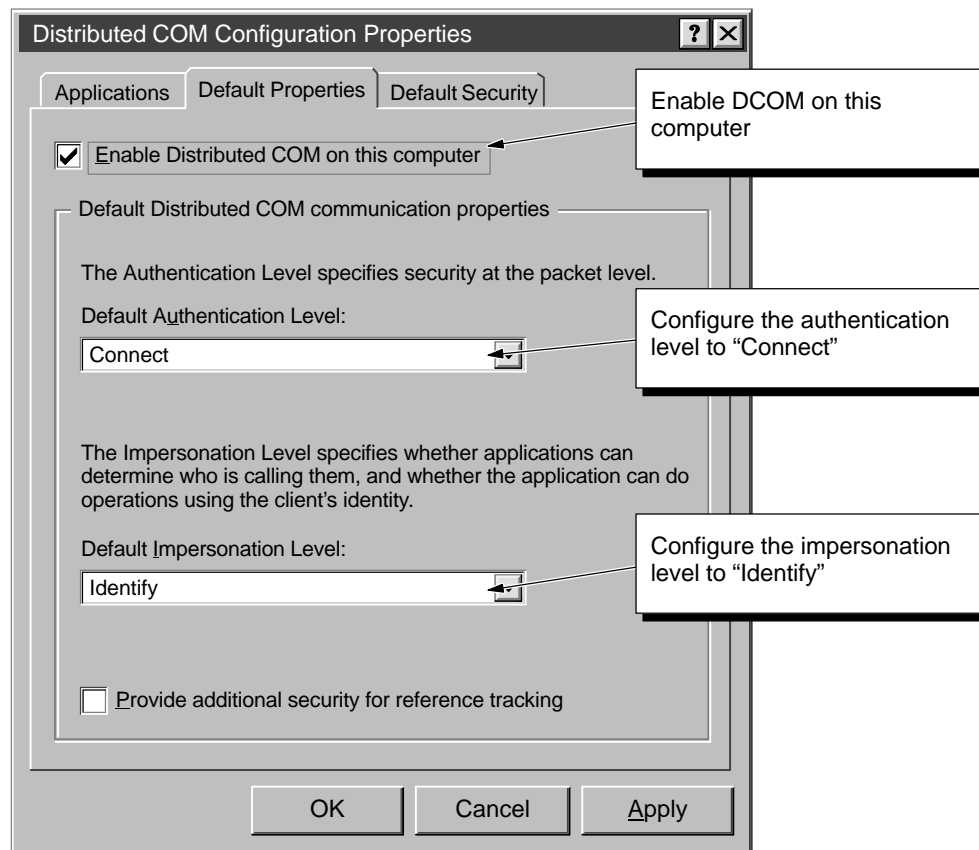 Distributed COM Configuration Properties
?
Applications
Default Properties
Default Security
Enable DCOM on this
computer
Enable Distributed COM on this computer
Default Distributed COM communication properties
The Authentication Level specifies security at the packet level.
Default Authentication Level:
Connect
Configure the authentication
level to “Connect”
The Impersonation Level specifies whether applications can
determine who is calling them, and whether the application can do
operations using the client’s identity.
Default Impersonation Level:
Identify
Configure the impersonation
level to “Identify”
Provide additional security for reference tracking
OK
Cancel
Apply